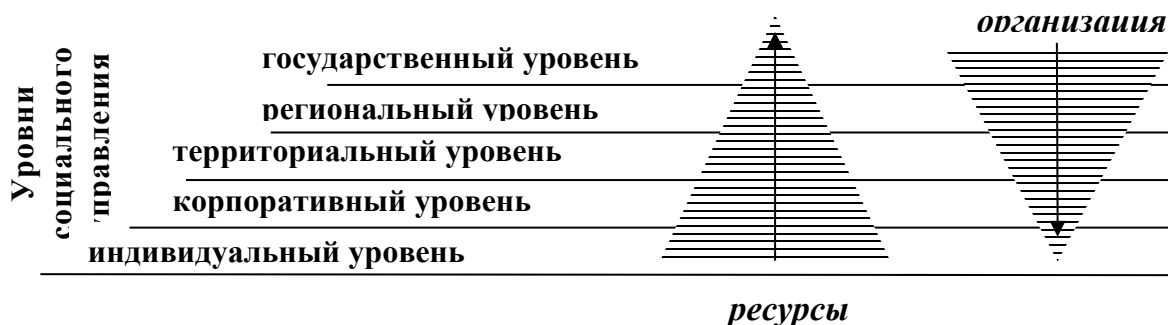 организация
государственный уровень
региональный уровень
территориальный уровень
корпоративный уровень
индивидуальный уровень
Уровни
социального
управления
ресурсы